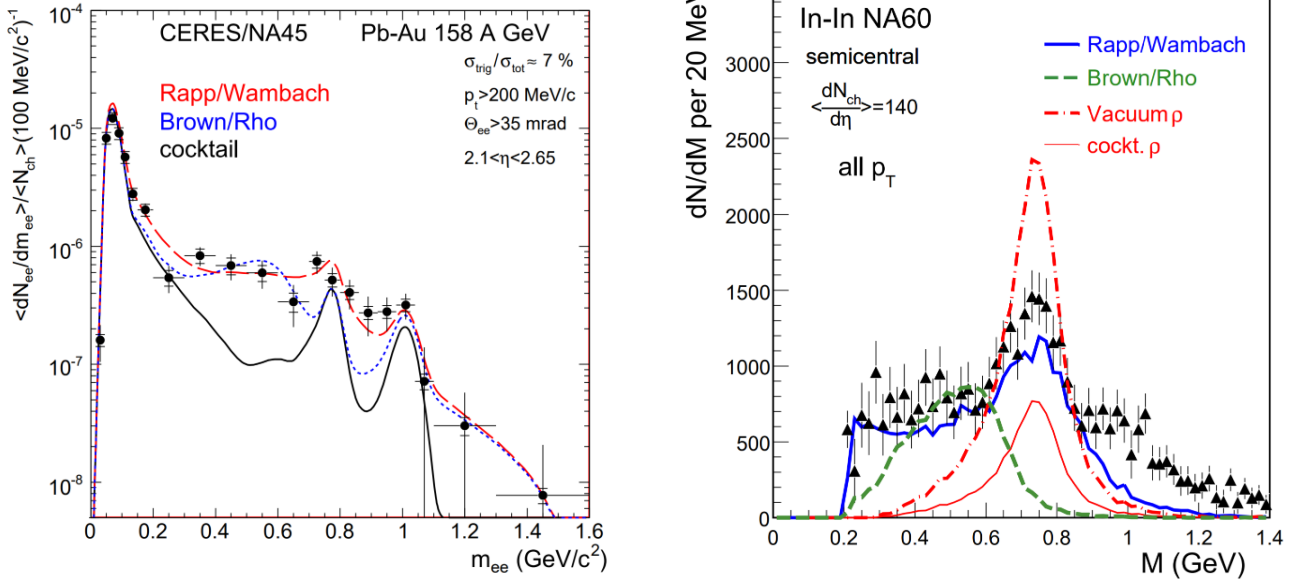 CERES/NA45 Pb-Au 158 A GeV
σtrig/σtot≈ 7 %
pt>200 MeV/c
Θee>35 mrad
2.1<η<2.65
Rapp/Wambach
Brown/Rho
cocktail
<dNee/dmee>/<Nch>(100 MeV/c²)⁻¹
10⁻⁴
10⁻⁵
10⁻⁶
10⁻⁷
10⁻⁸
0 0.2 0.4 0.6 0.8 1 1.2 1.4 1.6
mee (GeV/c²)
In-In NA60
semicentral
<dNch/dη>=140
all pT
Rapp/Wambach
Brown/Rho
Vacuum ρ
cockt. ρ
dN/dM per 20 MeV
3000
2500
2000
1500
1000
500
0
0 0.2 0.4 0.6 0.8 1 1.2 1.4
M (GeV)